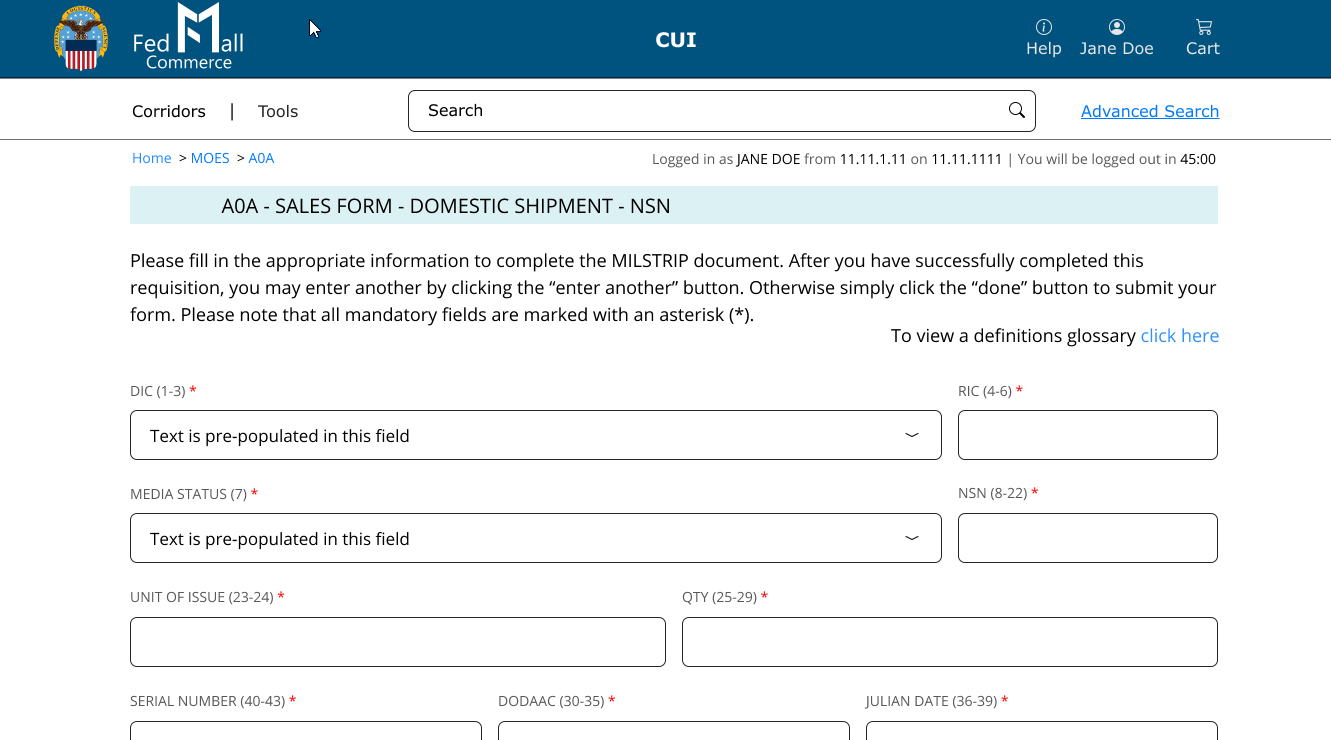 Fed Mall
Commerce
CUI
Help
Jane Doe
Cart
Corridors | Tools
Search
Advanced Search
Home > MOES > A0A
Logged in as JANE DOE from 11.11.1.11 on 11.11.1111 | You will be logged out in 45:00
A0A - SALES FORM - DOMESTIC SHIPMENT - NSN
Please fill in the appropriate information to complete the MILSTRIP document. After you have successfully completed this
requisition, you may enter another by clicking the “enter another” button. Otherwise simply click the “done” button to submit your
form. Please note that all mandatory fields are marked with an asterisk (*).
To view a definitions glossary click here
DIC (1-3) *
RIC (4-6) *
Text is pre-populated in this field
MEDIA STATUS (7) *
NSN (8-22) *
Text is pre-populated in this field
UNIT OF ISSUE (23-24) *
QTY (25-29) *
SERIAL NUMBER (40-43) *
DODAAC (30-35) *
JULIAN DATE (36-39) *